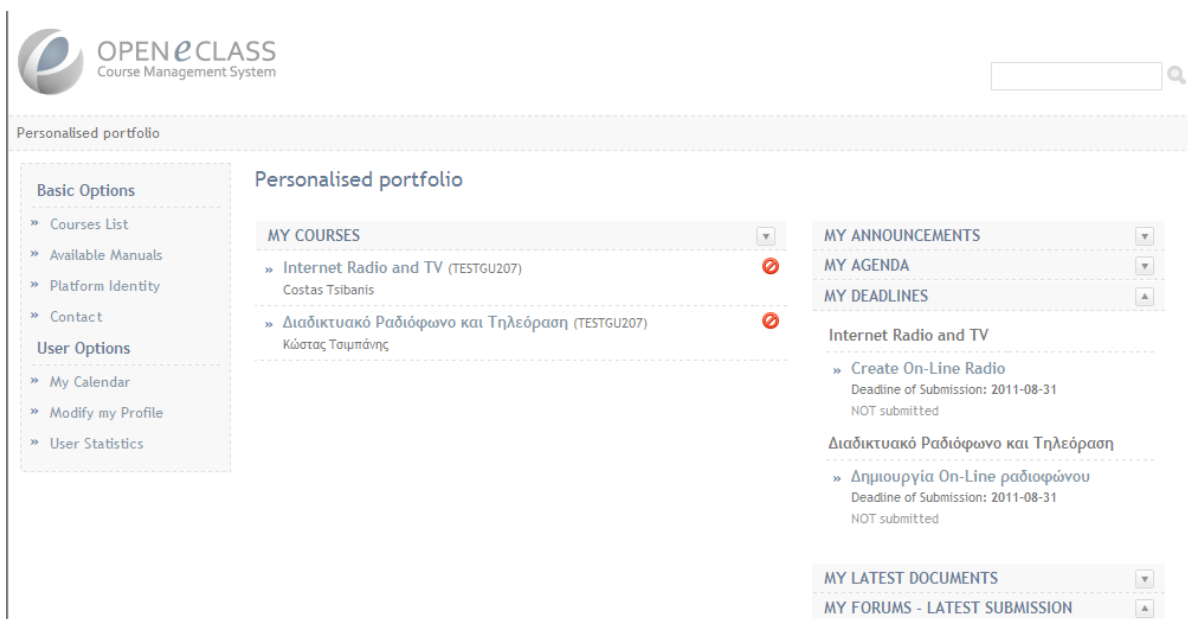 OPEN eCLASS
Course Management System
Personalised portfolio
Basic Options
» Courses List
» Available Manuals
» Platform Identity
» Contact
User Options
» My Calendar
» Modify my Profile
» User Statistics
Personalised portfolio
MY COURSES
» Internet Radio and TV (TESTGU207)
Costas Tsibanis
» Διαδικτυακό Ραδιόφωνο και Τηλεόραση (TESTGU207)
Κώστας Τσιμπάνης
MY ANNOUNCEMENTS
MY AGENDA
MY DEADLINES
Internet Radio and TV
» Create On-Line Radio
Deadline of Submission: 2011-08-31
NOT submitted
Διαδικτυακό Ραδιόφωνο και Τηλεόραση
» Δημιουργία On-Line ραδιοφώνου
Deadline of Submission: 2011-08-31
NOT submitted
MY LATEST DOCUMENTS
MY FORUMS - LATEST SUBMISSION